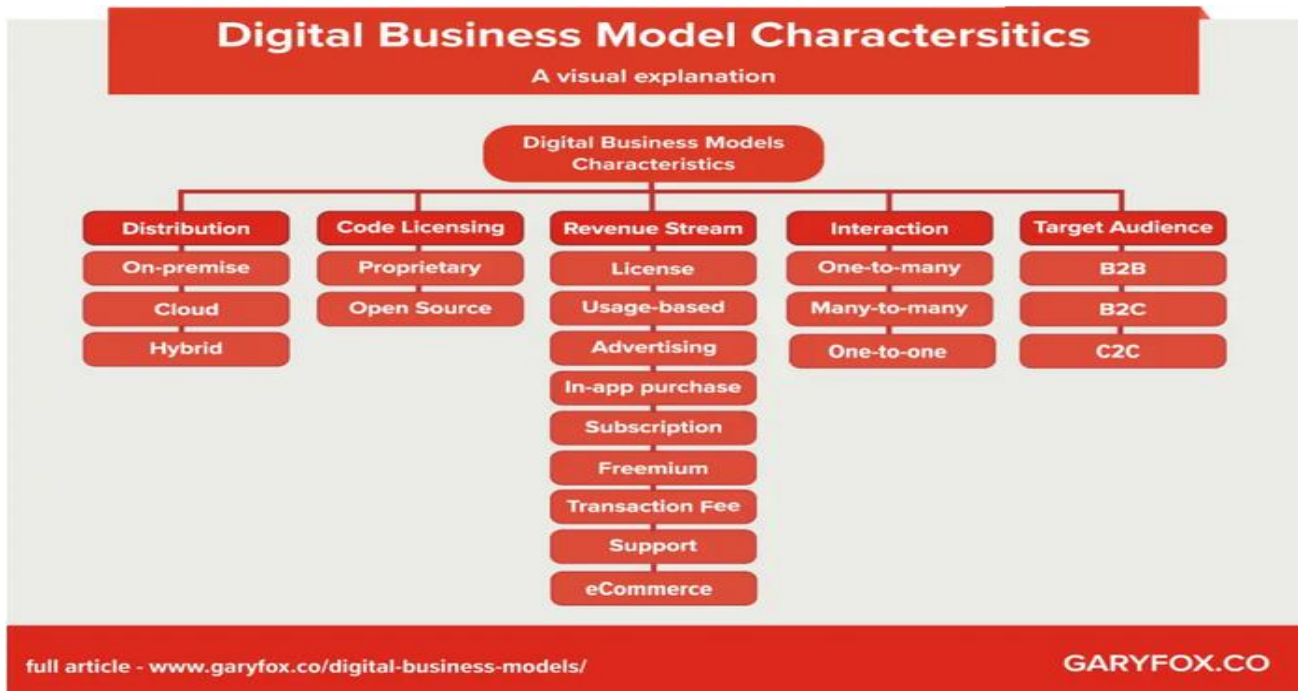 Digital Business Model Charactersitics
A visual explanation
Digital Business Models
Characteristics
Distribution
On-premise
Cloud
Hybrid
Code Licensing
Proprietary
Open Source
Revenue Stream
License
Usage-based
Advertising
In-app purchase
Subscription
Freemium
Transaction Fee
Support
eCommerce
Interaction
One-to-many
Many-to-many
One-to-one
Target Audience
B2B
B2C
C2C
full article - www.garyfox.co/digital-business-models/
GARYFOX.CO